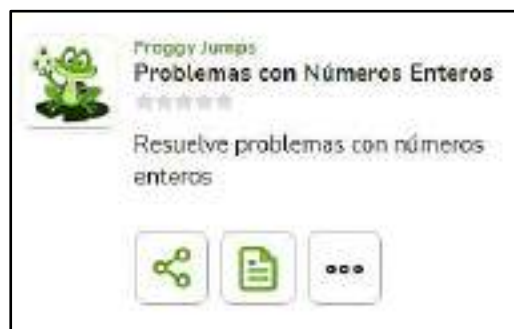 Froggy Jumps
Problemas con Números Enteros
Resuelve problemas con números
enteros